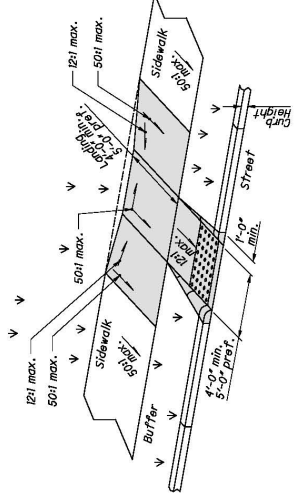 12:1 max.
50:1 max.
50:1 max.
12:1 max.
50:1 max.
Sidewalk
50:1
max.
Landing
4'-0" min.
5'-0" pref.
Sidewalk
50:1
max.
12:1
max.
Buffer
Street
Curb
Height
1'-0"
min.
4'-0" min.
5'-0" pref.